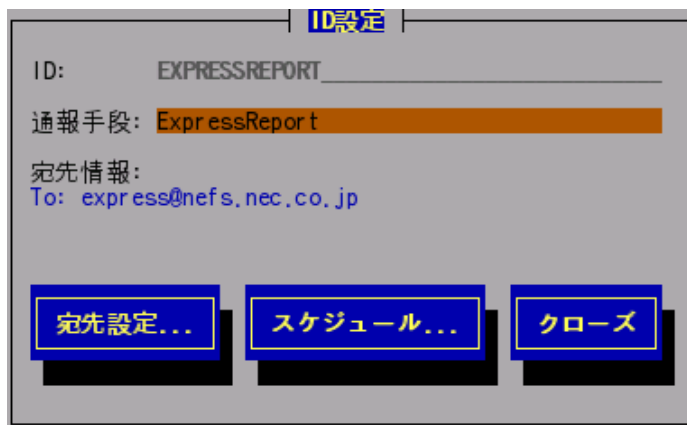 ID設定
ID: EXPRESSREPORT
通報手段: ExpressReport
宛先情報:
To: express@nefs.nec.co.jp
宛先設定... スケジュール... クローズ